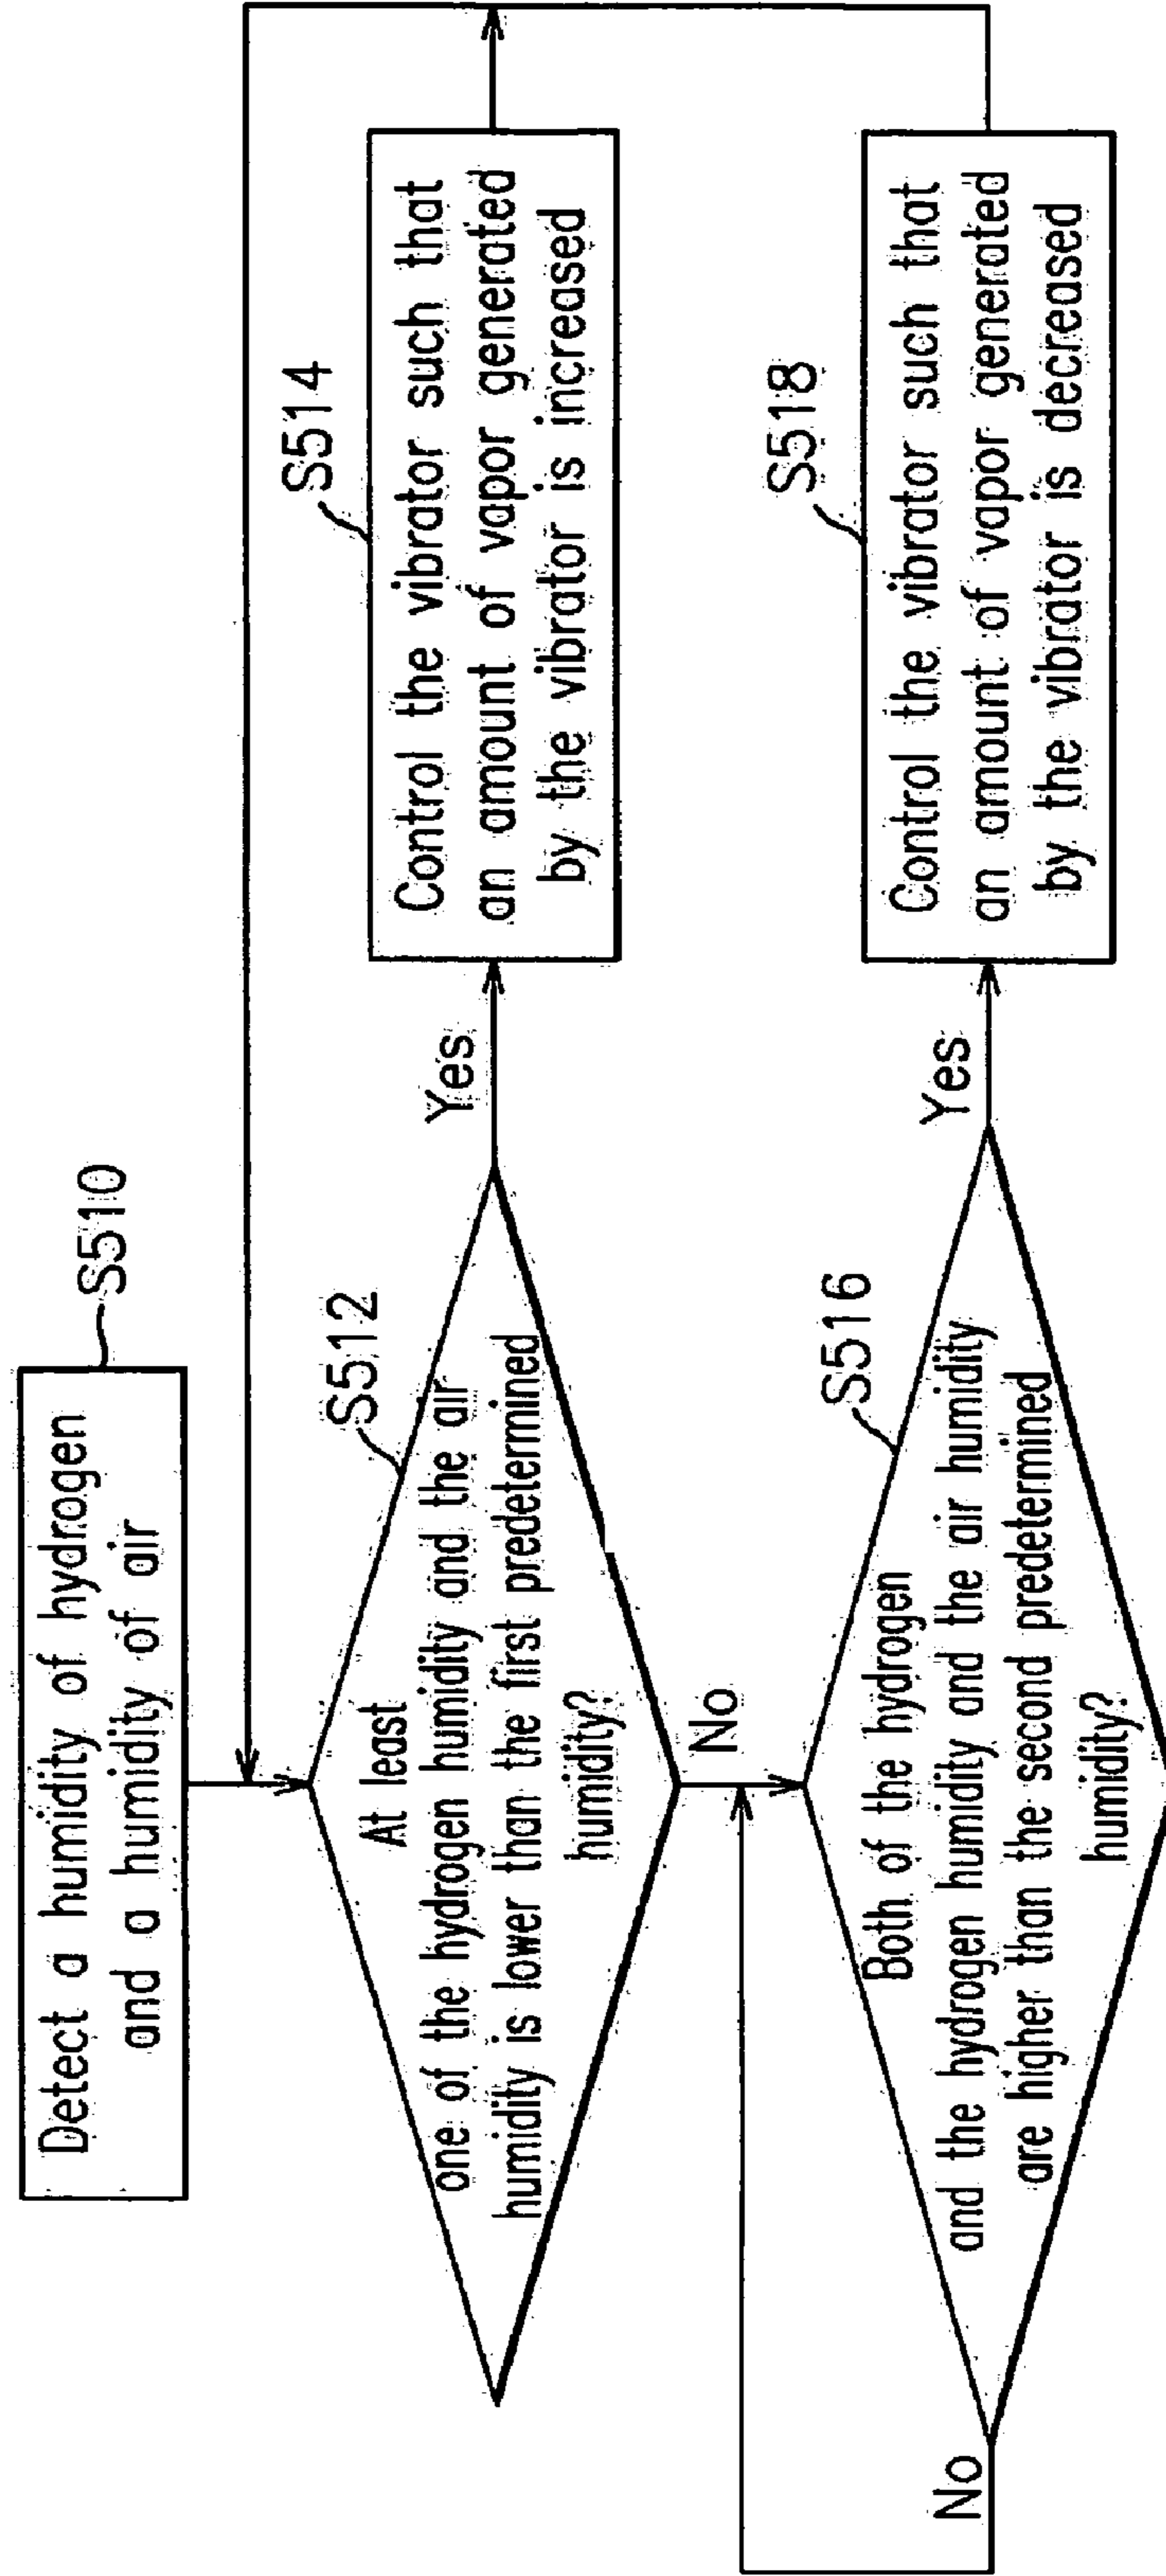 Detect a humidity of hydrogen
and a humidity of air
S510
At least
one of the hydrogen humidity and the air
humidity is lower than the first predetermined
humidity?
S512
Yes
Control the vibrator such that
an amount of vapor generated
by the vibrator is increased
S514
No
Both of the hydrogen
and the hydrogen humidity and the air humidity
are higher than the second predetermined
humidity?
S516
Yes
Control the vibrator such that
an amount of vapor generated
by the vibrator is decreased
S518
No